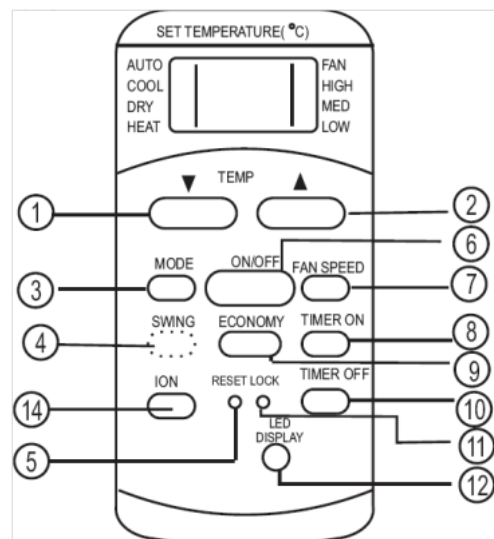 SET TEMPERATURE(°C)
AUTO FAN
COOL HIGH
DRY MED
HEAT LOW
▼ TEMP ▲
1 2
6
MODE ON/OFF FAN SPEED
3 7
SWING ECONOMY TIMER ON
4 8
9
ION RESET LOCK TIMER OFF
14 10
LED
DISPLAY
5 11
12